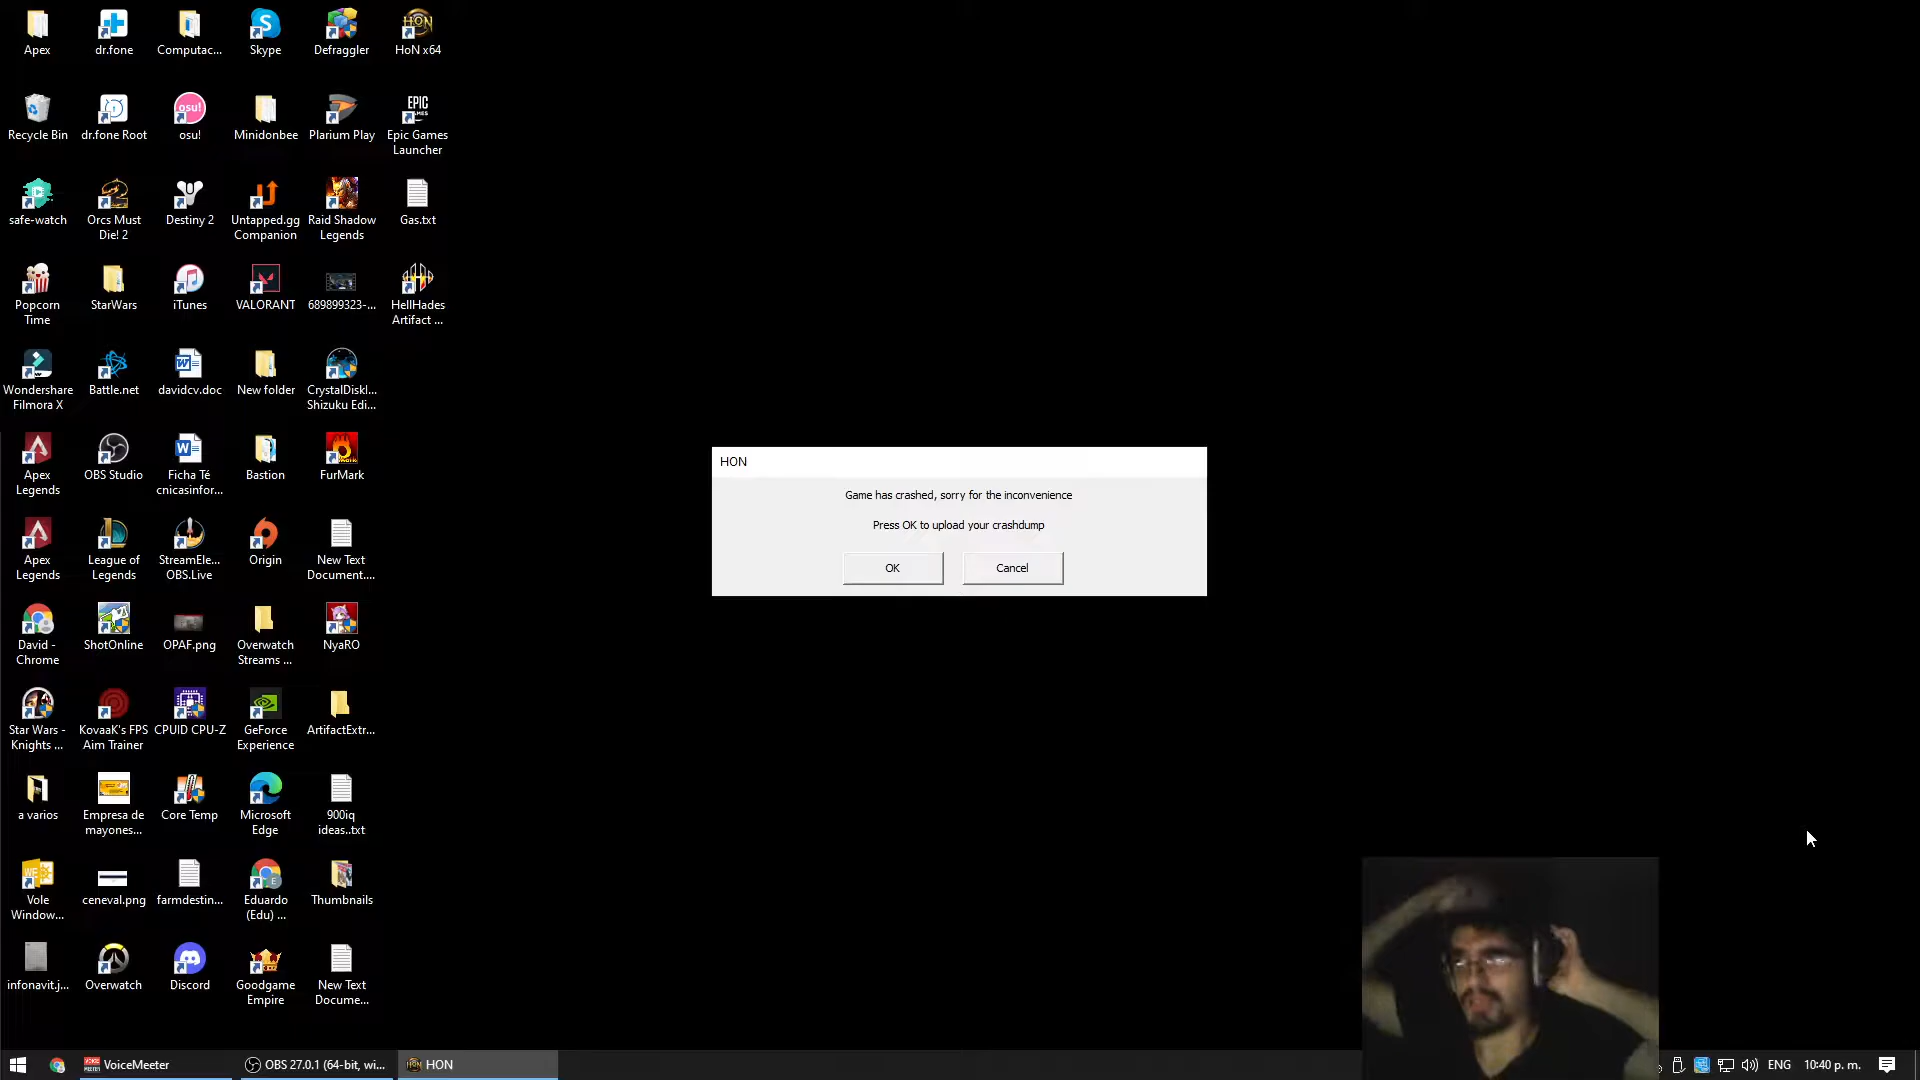 Apex
dr.fone
Computac...
Skype
Defraggler
HoN x64
Recycle Bin
dr.fone Root
osu!
Minidonbee
Plarium Play
Epic Games
Launcher
safe-watch
Orcs Must
Die! 2
Destiny 2
Untapped.gg
Companion
Raid Shadow
Legends
Gas.txt
Popcorn
Time
StarWars
iTunes
VALORANT
689899323-...
HellHades
Artifact ...
Wondershare
Filmora X
Battle.net
davidcv.doc
New folder
CrystalDiskI...
Shizuku Edi...
Apex
Legends
OBS Studio
Ficha Té
cnicasinfor...
Bastion
FurMark
Apex
Legends
League of
Legends
StreamEle...
OBS.Live
Origin
New Text
Document....
David -
Chrome
ShotOnline
OPAF.png
Overwatch
Streams ...
NyaRO
Star Wars -
Knights ...
KovaaK's FPS
Aim Trainer
CPUID CPU-Z
GeForce
Experience
ArtifactExtr...
a varios
Empresa de
mayones...
Core Temp
Microsoft
Edge
900iq
ideas..txt
Vole
Window...
ceneval.png
farmdestin...
Eduardo
(Edu) ...
Thumbnails
infonavit.j...
Overwatch
Discord
Goodgame
Empire
New Text
Docume...
HON
Game has crashed, sorry for the inconvenience
Press OK to upload your crashdump
OK
Cancel
VoiceMeeter
OBS 27.0.1 (64-bit, wi...
HON
ENG
10:40 p. m.